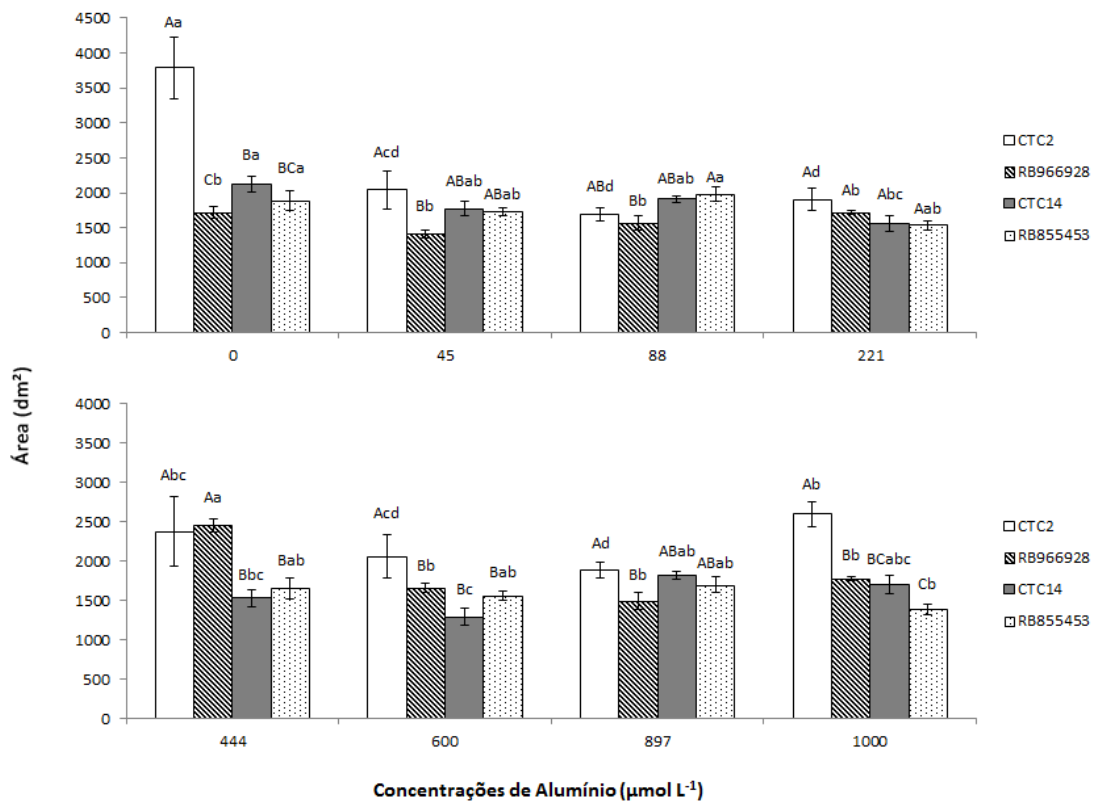 4500
4000
3500
3000
2500
2000
1500
1000
500
0
Aa
Cb
Ba
BCa
Acd
Bb
ABab
ABab
ABd
Bb
ABab
Aa
Ad
Ab
Abc
Aab
0
45
88
221
CTC2
RB966928
CTC14
RB855453
Área (dm²)
4000
3500
3000
2500
2000
1500
1000
500
0
Abc
Aa
Bbc
Bab
Acd
Bb
Bc
Bab
Ad
Bb
ABab
ABab
Ab
Bb
BCabc
Cb
444
600
897
1000
CTC2
RB966928
CTC14
RB855453
Concentrações de Alumínio (µmol L⁻¹)